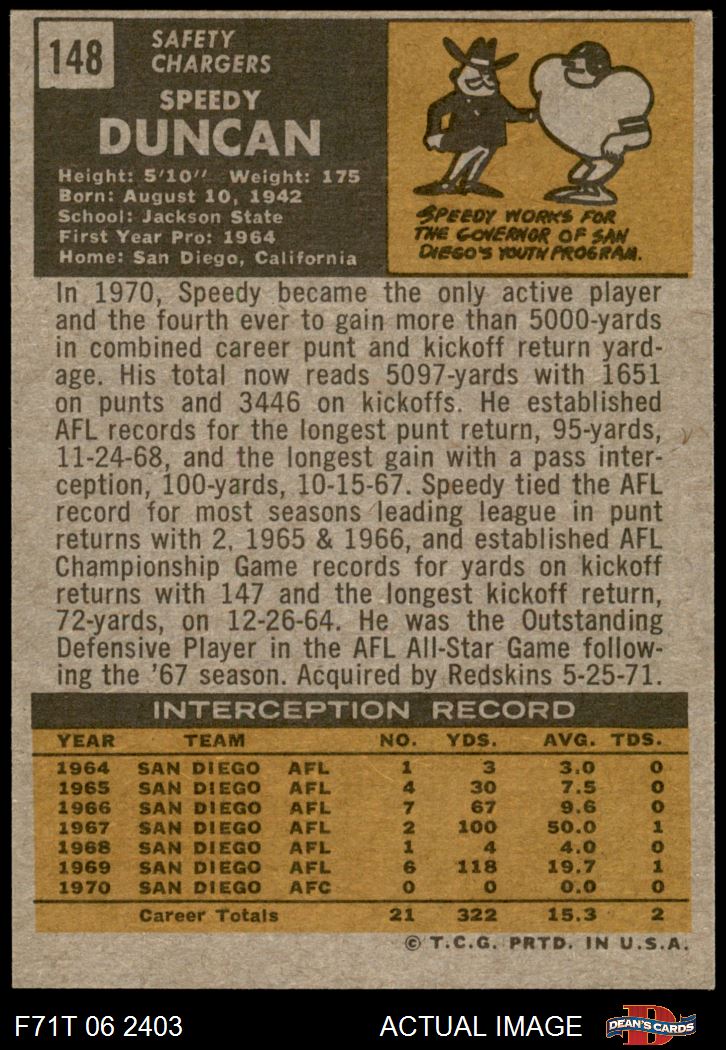 148
SAFETY
CHARGERS
SPEEDY
DUNCAN
Height: 5'10" Weight: 175
Born: August 10, 1942
School: Jackson State
First Year Pro: 1964
Home: San Diego, California
SPEEDY WORKS FOR
THE GOVERNOR OF SAN
DIEGO'S YOUTH PROGRAM.
In 1970, Speedy became the only active player
and the fourth ever to gain more than 5000-yards
in combined career punt and kickoff return yard-
age. His total now reads 5097-yards with 1651
on punts and 3446 on kickoffs. He established
AFL records for the longest punt return, 95-yards,
11-24-68, and the longest gain with a pass inter-
ception, 100-yards, 10-15-67. Speedy tied the AFL
record for most seasons leading league in punt
returns with 2, 1965 & 1966, and established AFL
Championship Game records for yards on kickoff
returns with 147 and the longest kickoff return,
72-yards, on 12-26-64. He was the Outstanding
Defensive Player in the AFL All-Star Game follow-
ing the '67 season. Acquired by Redskins 5-25-71.
INTERCEPTION RECORD
YEAR TEAM NO. YDS. AVG. TDS.
1964 SAN DIEGO AFL 1 3 3.0 0
1965 SAN DIEGO AFL 4 30 7.5 0
1966 SAN DIEGO AFL 7 67 9.6 0
1967 SAN DIEGO AFL 2 100 50.0 1
1968 SAN DIEGO AFL 1 4 4.0 0
1969 SAN DIEGO AFL 6 118 19.7 1
1970 SAN DIEGO AFC 0 0 0.0 0
Career Totals 21 322 15.3 2
© T.C.G. PRTD. IN U.S.A.
F71T 06 2403 ACTUAL IMAGE D DEAN'S CARDS